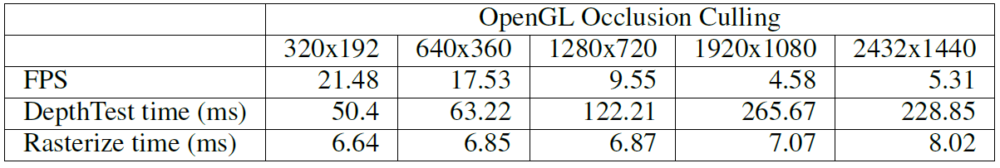 OpenGL Occlusion Culling
320x192 640x360 1280x720 1920x1080 2432x1440
FPS 21.48 17.53 9.55 4.58 5.31
DepthTest time (ms) 50.4 63.22 122.21 265.67 228.85
Rasterize time (ms) 6.64 6.85 6.87 7.07 8.02